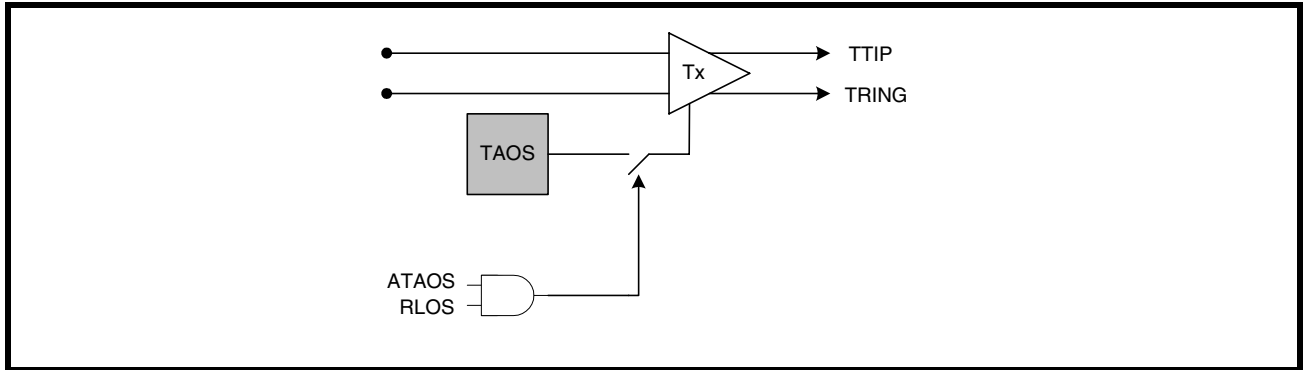 TTIP
Tx
TRING
TAOS
ATAOS
RLOS